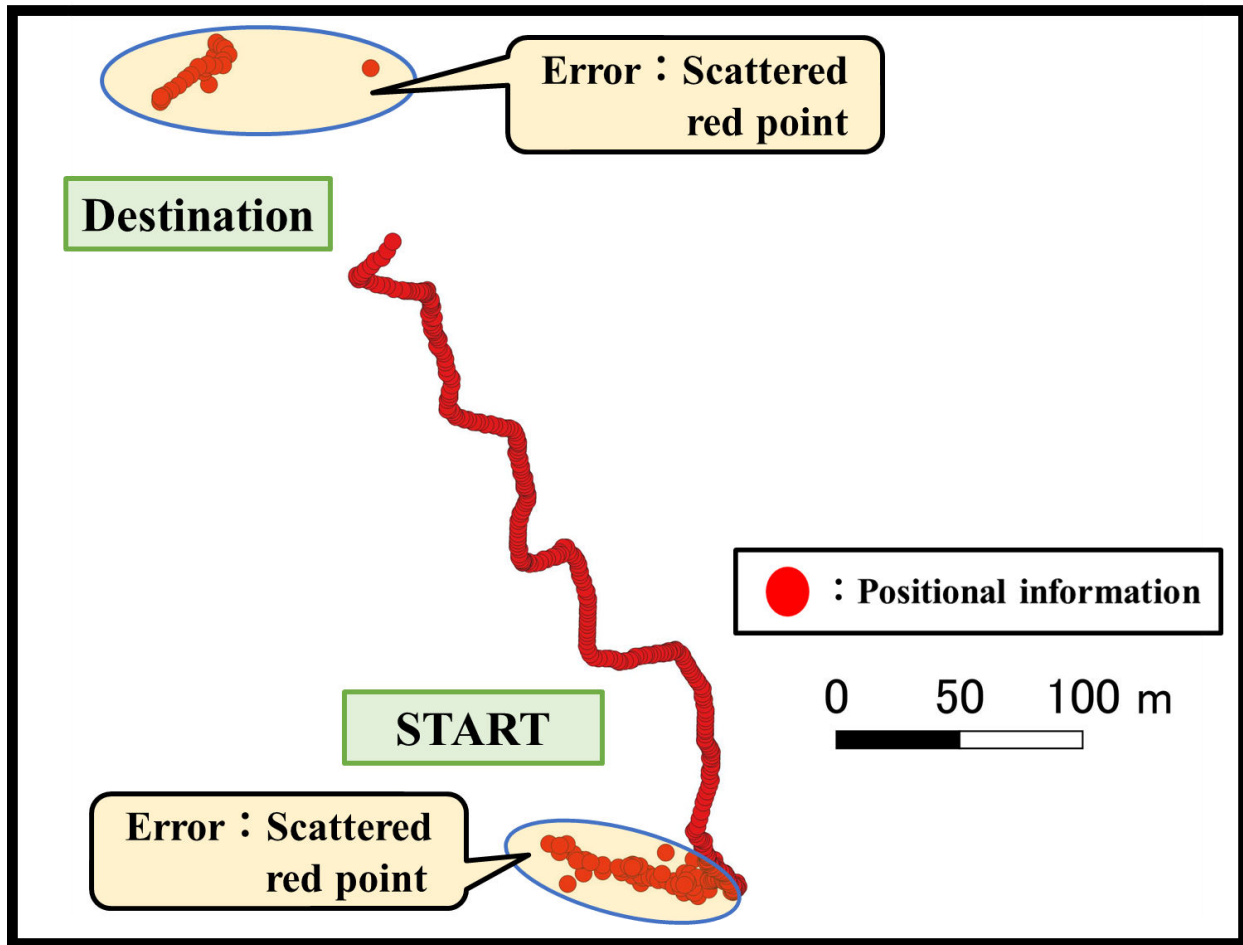 Error：Scattered
red point
Destination
：Positional information
0 50 100 m
START
Error：Scattered
red point